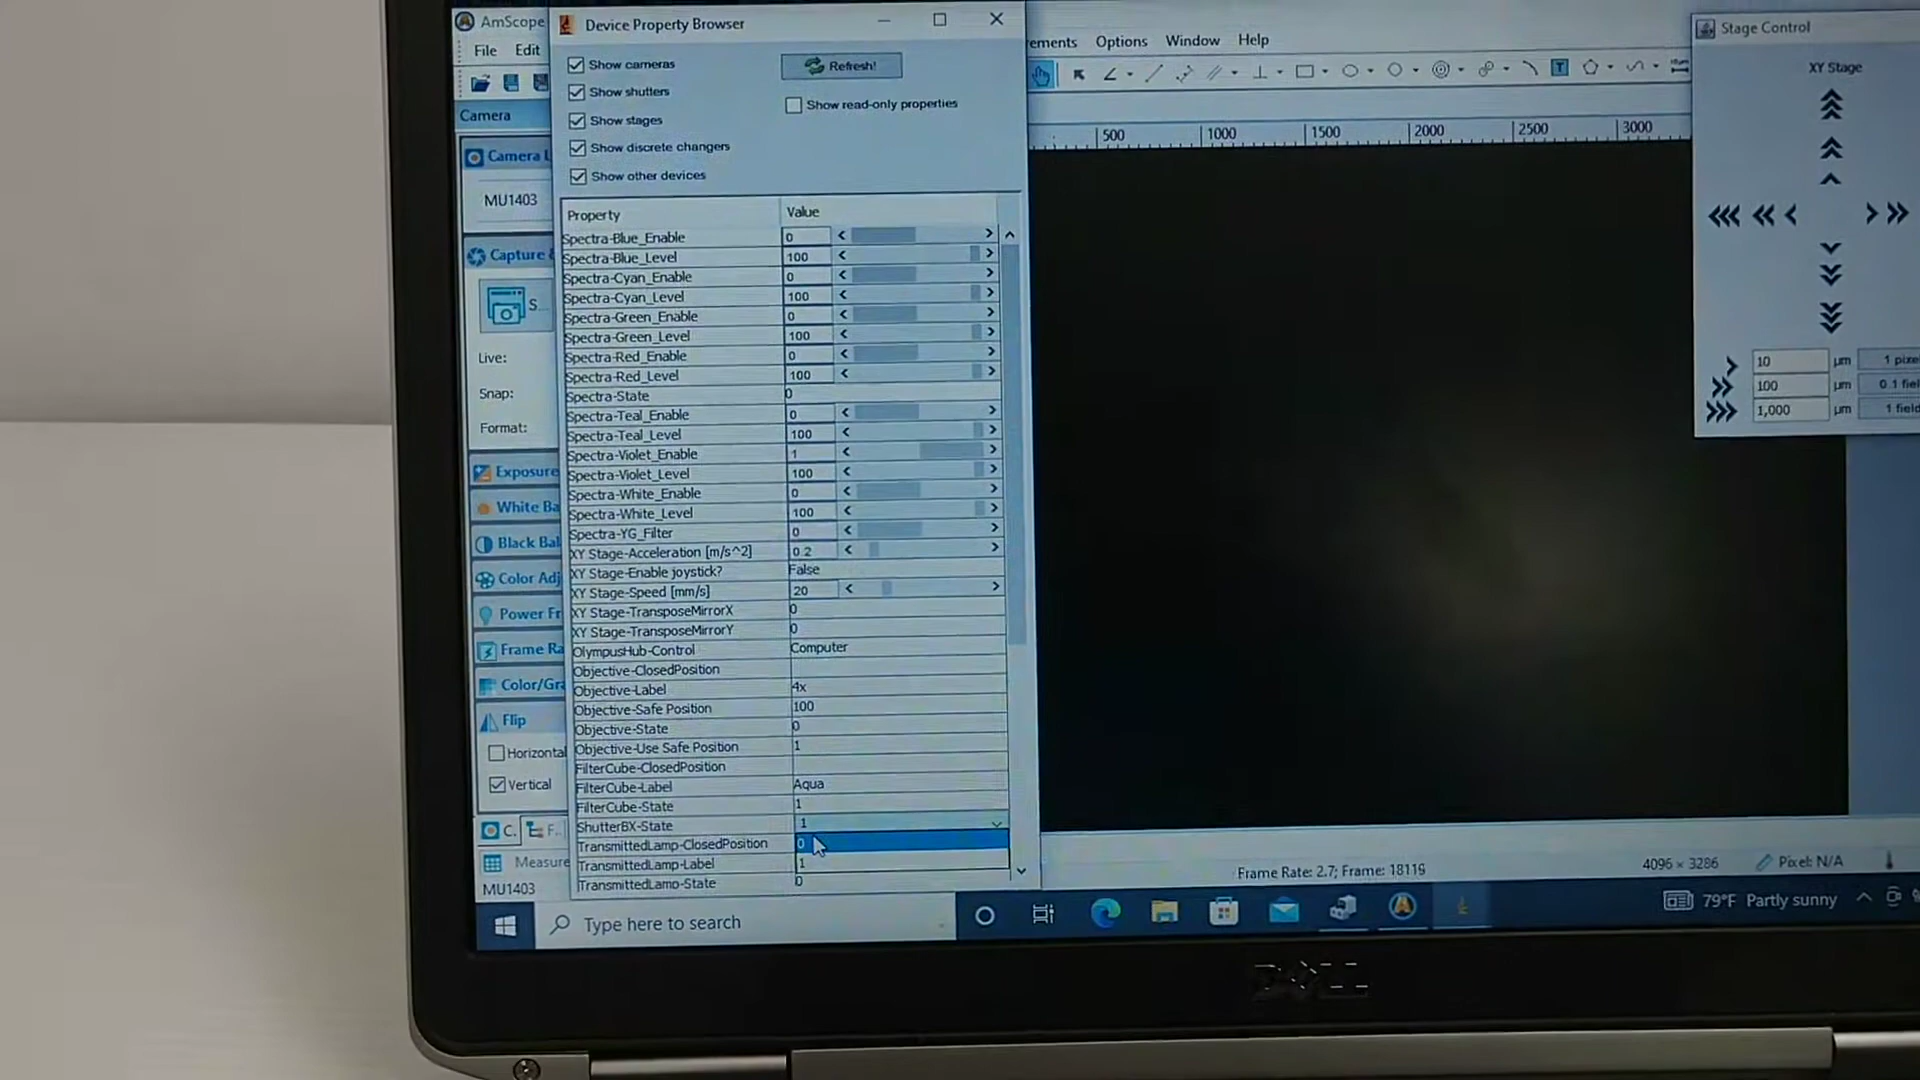 AmScope
File Edit
Camera
Camera L
MU1403
Capture &
S...
Live:
Snap:
Format:
Exposure
White Ba
Black Bal
Color Adj
Power Fr
Frame Ra
Color/Gra
Flip
Horizontal
Vertical
C. F..
Measure
MU1403
Device Property Browser
Show cameras
Refresh!
Show shutters
Show read-only properties
Show stages
Show discrete changers
Show other devices
Property Value
Spectra-Blue_Enable 0
Spectra-Blue_Level 100
Spectra-Cyan_Enable 0
Spectra-Cyan_Level 100
Spectra-Green_Enable 0
Spectra-Green_Level 100
Spectra-Red_Enable 0
Spectra-Red_Level 100
Spectra-State 0
Spectra-Teal_Enable 0
Spectra-Teal_Level 100
Spectra-Violet_Enable 1
Spectra-Violet_Level 100
Spectra-White_Enable 0
Spectra-White_Level 100
Spectra-YG_Filter 0
XY Stage-Acceleration [m/s^2] 0.2
XY Stage-Enable joystick? False
XY Stage-Speed [mm/s] 20
XY Stage-TransposeMirrorX 0
XY Stage-TransposeMirrorY 0
OlympusHub-Control Computer
Objective-ClosedPosition
Objective-Label 4x
Objective-Safe Position 100
Objective-State 0
Objective-Use Safe Position 1
FilterCube-ClosedPosition
FilterCube-Label Aqua
FilterCube-State 1
ShutterBX-State 1
TransmittedLamp-ClosedPosition 0
TransmittedLamp-Label 1
TransmittedLamp-State 0
ements Options Window Help
500 1000 1500 2000 2500 3000
Stage Control
XY Stage
10 µm 1 pixe
100 µm 0.1 fiel
1,000 µm 1 field
Frame Rate: 2.7; Frame: 18119
4096 × 3286 Pixel: N/A
Type here to search
79°F Partly sunny
DELL